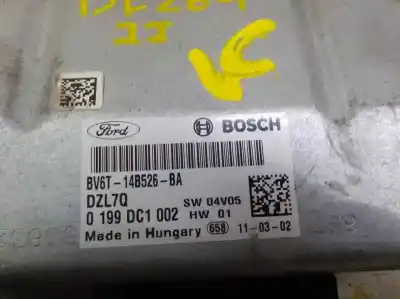 Ford BOSCH
BV6T-14B526-BA
DZL7Q SW 04V05
0 199 DC1 002 HW 01
Made in Hungary 658 11-03-02